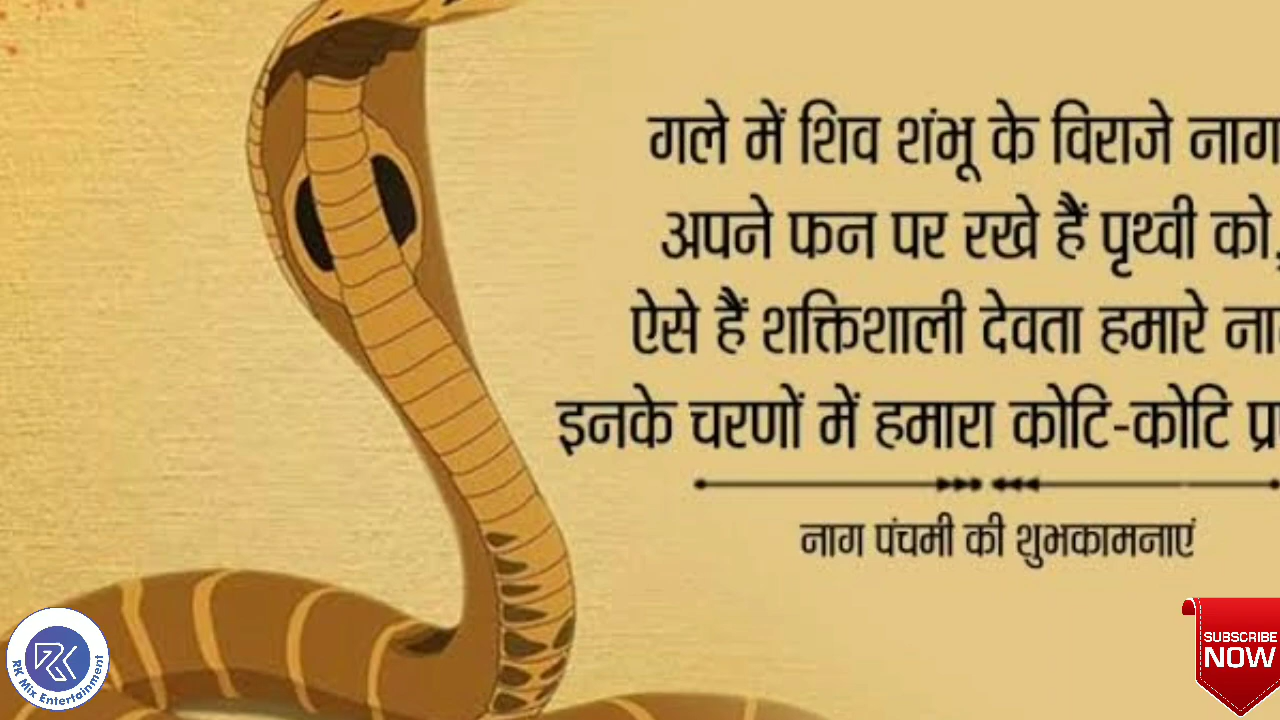 गले में शिव शंभू के विराजे नाग
अपने फन पर रखे हैं पृथ्वी को,
ऐसे हैं शक्तिशाली देवता हमारे
इनके चरणों में हमारा कोटि-कोटि
नाग पंचमी की शुभकामनाएं
RK Mix Entertainment
SUBSCRIBE
NOW